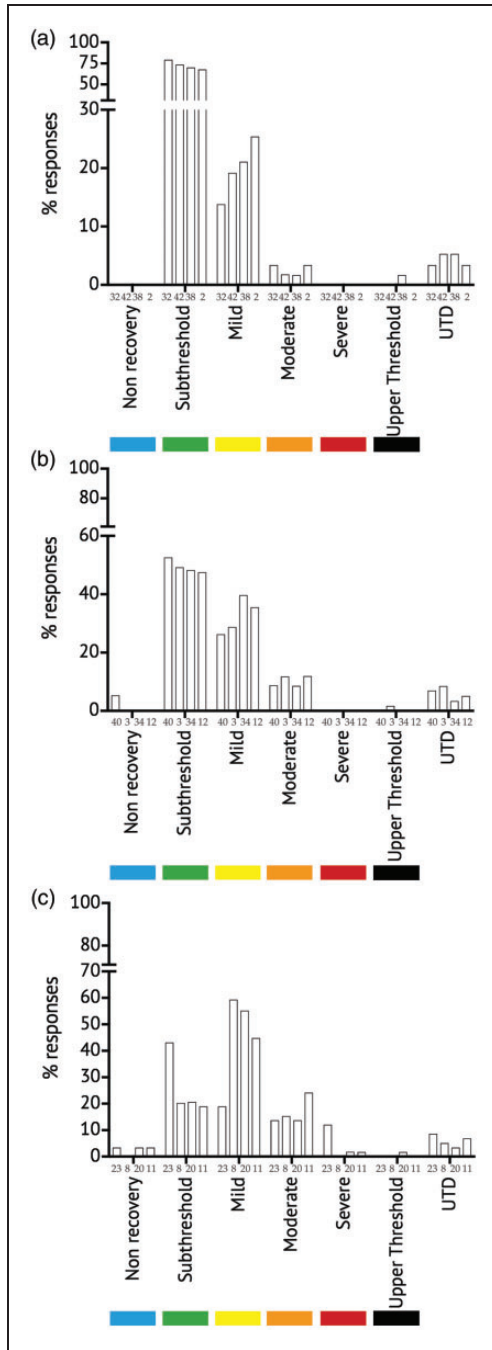 (a)
100
75
50
30
20
10
0
% responses
32 42 38 2 32 42 38 2 32 42 38 2 32 42 38 2 32 42 38 2 32 42 38 2 32 42 38 2
Non recovery
Subthreshold
Mild
Moderate
Severe
Upper Threshold
UTD
(b)
100
80
60
40
20
0
% responses
40 3 34 12 40 3 34 12 40 3 34 12 40 3 34 12 40 3 34 12 40 3 34 12 40 3 34 12
Non recovery
Subthreshold
Mild
Moderate
Severe
Upper Threshold
UTD
(c)
100
80
70
60
50
40
30
20
10
0
% responses
23 8 20 11 23 8 20 11 23 8 20 11 23 8 20 11 23 8 20 11 23 8 20 11 23 8 20 11
Non recovery
Subthreshold
Mild
Moderate
Severe
Upper Threshold
UTD